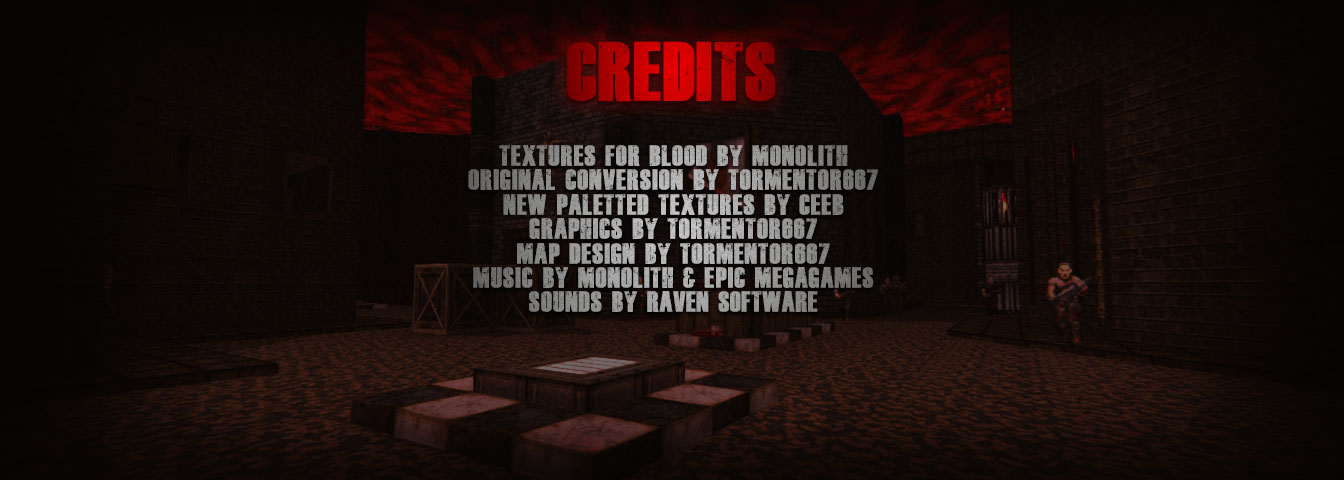 CREDITS
TEXTURES FOR BLOOD BY MONOLITH
ORIGINAL CONVERSION BY TORMENTOR667
NEW PALETTED TEXTURES BY CEEB
GRAPHICS BY TORMENTOR667
MAP DESIGN BY TORMENTOR667
MUSIC BY MONOLITH & EPIC MEGAGAMES
SOUNDS BY RAVEN SOFTWARE